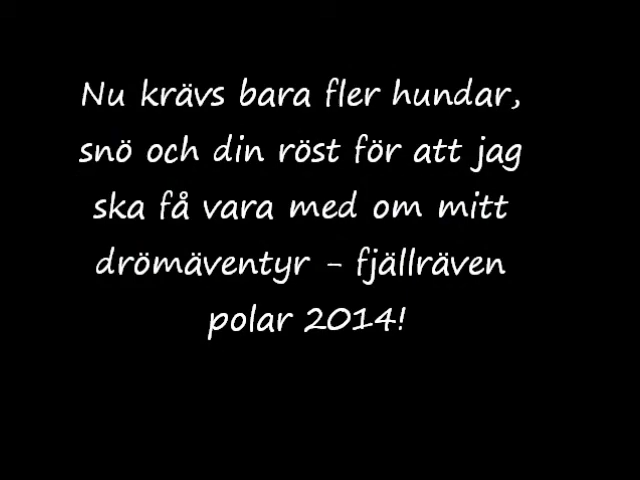 Nu krävs bara fler hundar,
snö och din röst för att jag
ska få vara med om mitt
drömäventyr - fjällräven
polar 2014!